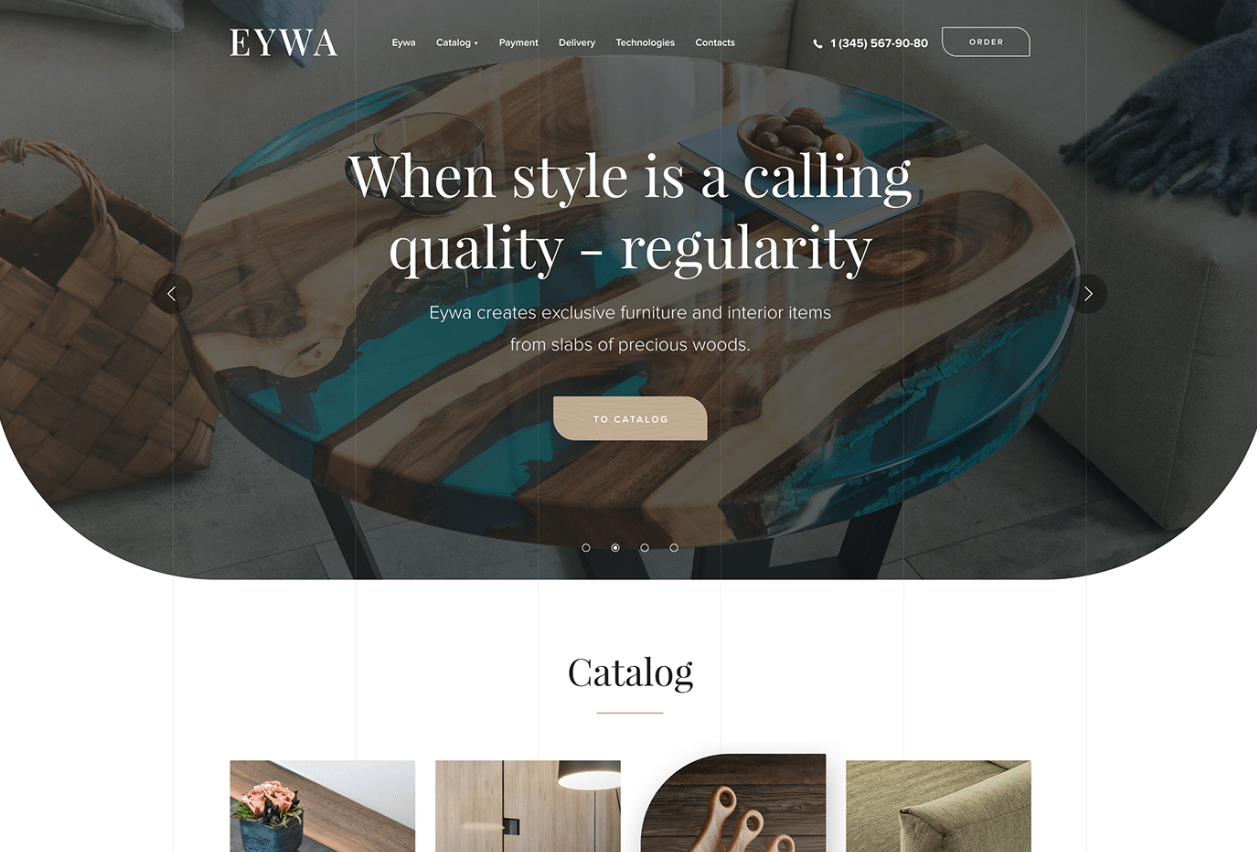 EYWA
Eywa Catalog Payment Delivery Technologies Contacts
1 (345) 567-90-80
ORDER
When style is a calling
quality – regularity
Eywa creates exclusive furniture and interior items
from slabs of precious woods.
TO CATALOG
Catalog